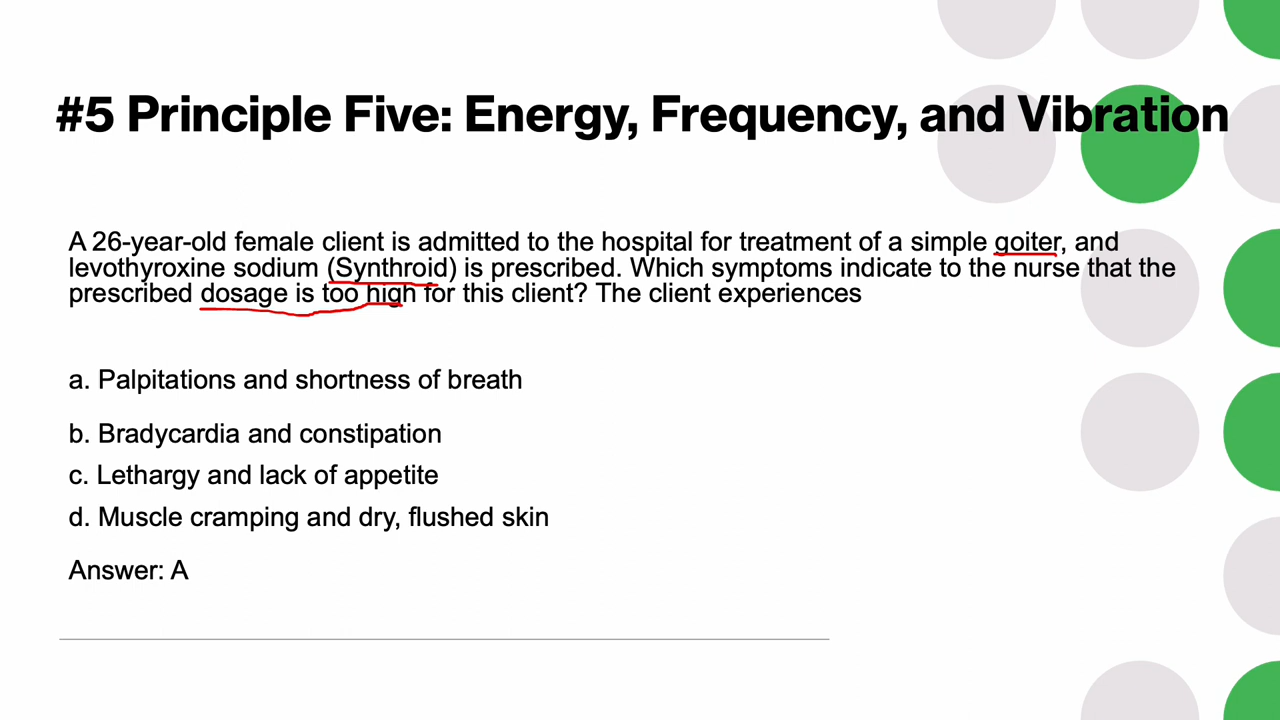 #5 Principle Five: Energy, Frequency, and Vibration
A 26-year-old female client is admitted to the hospital for treatment of a simple goiter, and
levothyroxine sodium (Synthroid) is prescribed. Which symptoms indicate to the nurse that the
prescribed dosage is too high for this client? The client experiences
a. Palpitations and shortness of breath
b. Bradycardia and constipation
c. Lethargy and lack of appetite
d. Muscle cramping and dry, flushed skin
Answer: A